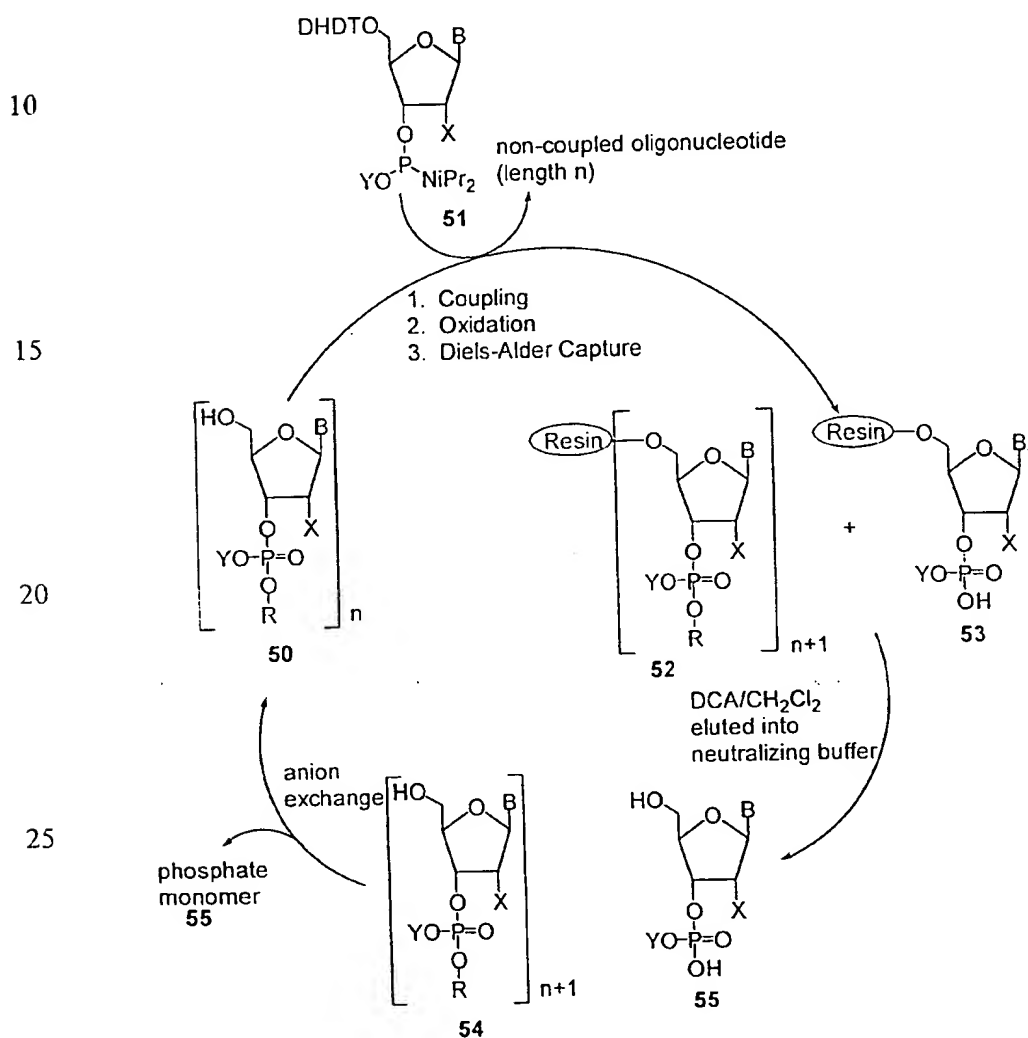 DHDTO
O
B
10
O
X
P
YO
NiPr2
51
non-coupled oligonucleotide
(length n)
1. Coupling
2. Oxidation
3. Diels-Alder Capture
15
HO
O
B
O
X
YO-P=O
O
R
n
50
Resin
O
O
B
O
X
YO-P=O
O
R
n+1
52
+
Resin
O
O
B
O
X
YO-P=O
OH
53
20
DCA/CH2Cl2
eluted into
neutralizing buffer
anion
exchange
HO
O
B
O
X
YO-P=O
O
R
n+1
54
HO
O
B
O
X
YO-P=O
OH
55
25
phosphate
monomer
55